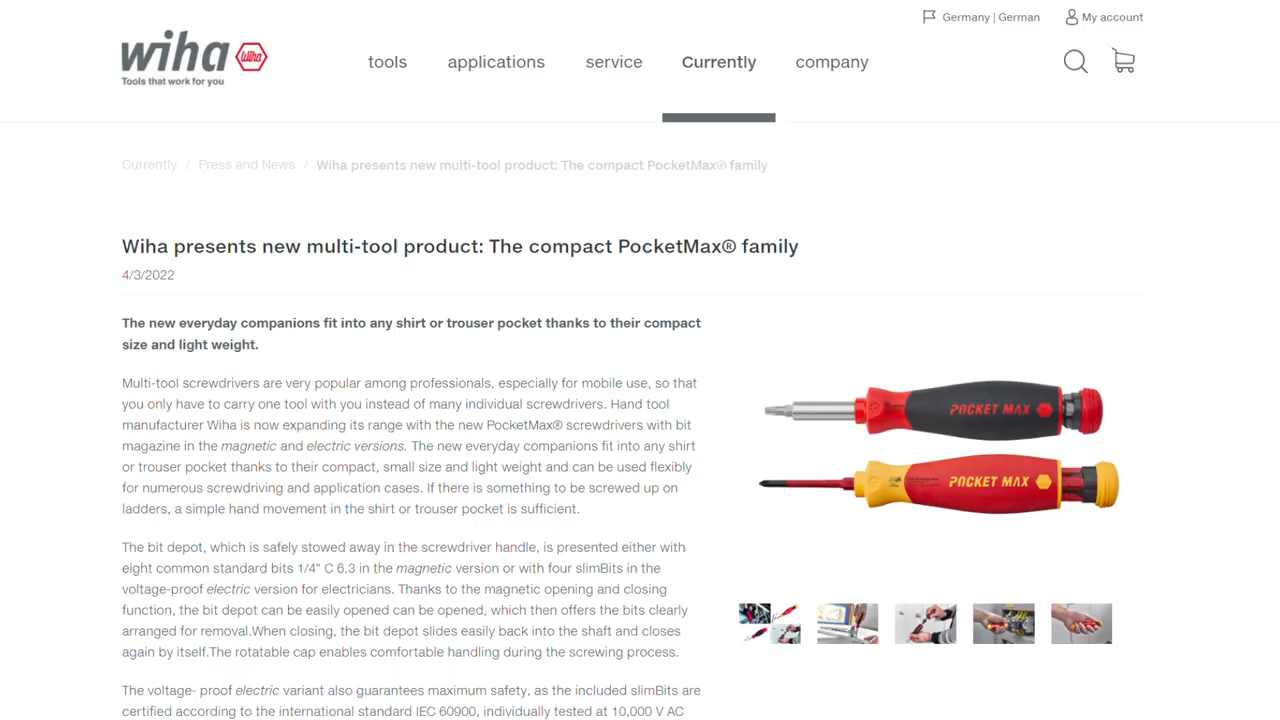 Germany | German
My account
wiha
Wiha
Tools that work for you
tools
applications
service
Currently
company
Currently / Press and News / Wiha presents new multi-tool product: The compact PocketMax® family
Wiha presents new multi-tool product: The compact PocketMax® family
4/3/2022
The new everyday companions fit into any shirt or trouser pocket thanks to their compact
size and light weight.
Multi-tool screwdrivers are very popular among professionals, especially for mobile use, so that
you only have to carry one tool with you instead of many individual screwdrivers. Hand tool
manufacturer Wiha is now expanding its range with the new PocketMax® screwdrivers with bit
magazine in the magnetic and electric versions. The new everyday companions fit into any shirt
or trouser pocket thanks to their compact, small size and light weight and can be used flexibly
for numerous screwdriving and application cases. If there is something to be screwed up on
ladders, a simple hand movement in the shirt or trouser pocket is sufficient.
The bit depot, which is safely stowed away in the screwdriver handle, is presented either with
eight common standard bits 1/4" C 6.3 in the magnetic version or with four slimBits in the
voltage-proof electric version for electricians. Thanks to the magnetic opening and closing
function, the bit depot can be easily opened can be opened, which then offers the bits clearly
arranged for removal.When closing, the bit depot slides easily back into the shaft and closes
again by itself.The rotatable cap enables comfortable handling during the screwing process.
The voltage- proof electric variant also guarantees maximum safety, as the included slimBits are
certified according to the international standard IEC 60900, individually tested at 10,000 V AC
POCKET MAX
POCKET MAX